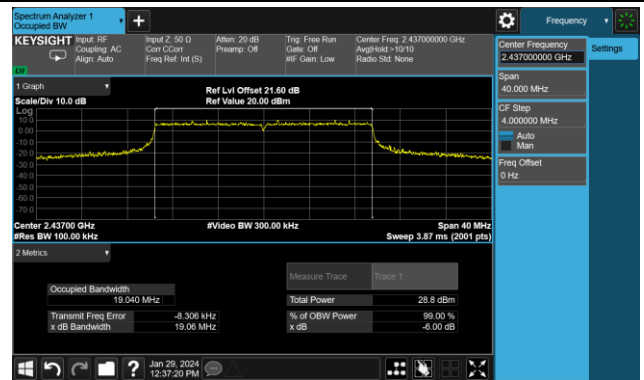 Spectrum Analyzer 1
Occupied BW
+
Frequency
KEYSIGHT
Input: RF
Coupling: AC
Align: Auto
Input Z: 50 Ω
Corr CCorr
Freq Ref: Int (S)
Atten: 20 dB
Preamp: Off
Trig: Free Run
Gate: Off
#IF Gain: Low
Center Freq: 2.437000000 GHz
Avg|Hold:>10/10
Radio Std: None
LW
Center Frequency
2.437000000 GHz
Settings
Span
40.000 MHz
CF Step
4.000000 MHz
Auto
Man
Freq Offset
0 Hz
1 Graph
Scale/Div 10.0 dB
Ref Lvl Offset 21.60 dB
Ref Value 20.00 dBm
Log
10.0
0.00
-10.0
-20.0
-30.0
-40.0
-50.0
-60.0
-70.0
Center 2.43700 GHz
#Res BW 100.00 kHz
#Video BW 300.00 kHz
Span 40 MHz
Sweep 3.87 ms (2001 pts)
2 Metrics
Measure Trace
Trace 1
Occupied Bandwidth
19.040 MHz
Total Power
28.8 dBm
Transmit Freq Error
-8.306 kHz
% of OBW Power
99.00 %
x dB Bandwidth
19.06 MHz
x dB
-6.00 dB
?
Jan 29, 2024
12:37:20 PM